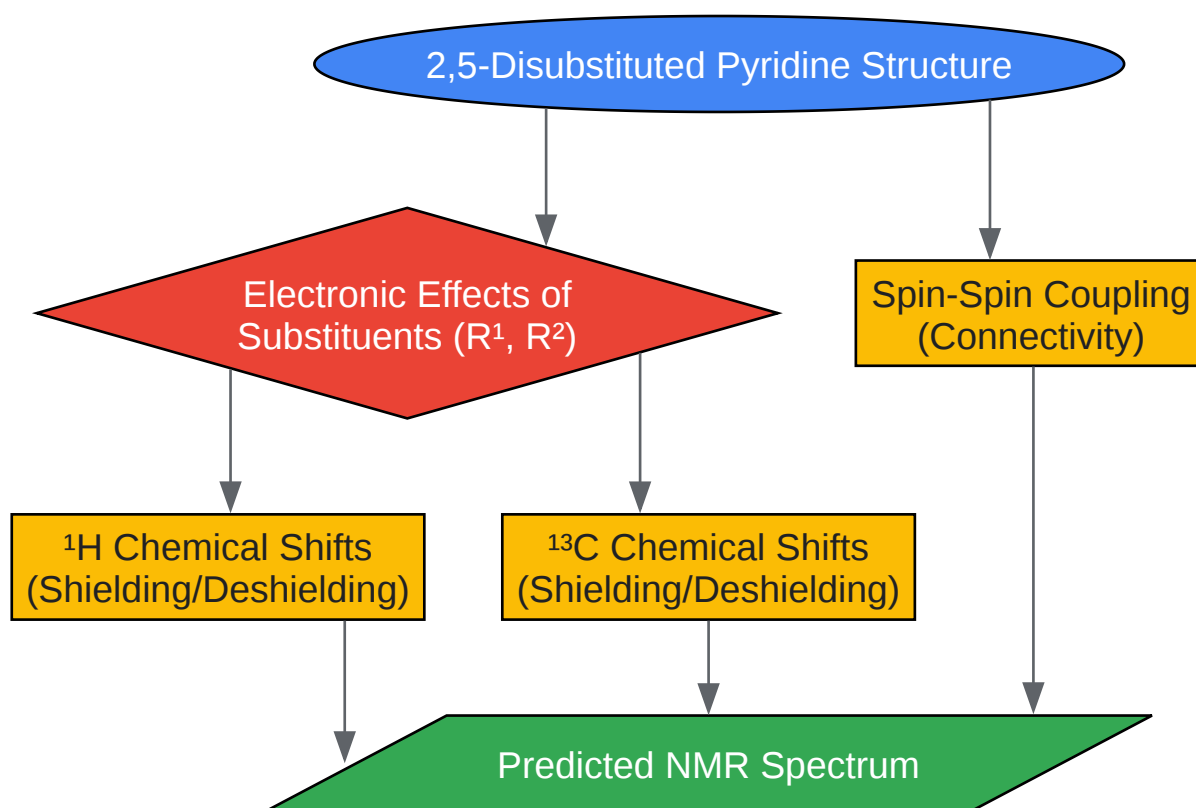 2,5-Disubstituted Pyridine Structure
Electronic Effects of
Substituents (R¹, R²)
Spin-Spin Coupling
(Connectivity)
¹H Chemical Shifts
(Shielding/Deshielding)
¹³C Chemical Shifts
(Shielding/Deshielding)
Predicted NMR Spectrum